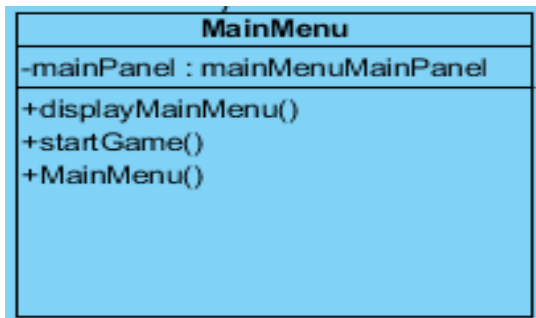 MainMenu
-mainPanel : mainMenuMainPanel
+displayMainMenu()
+startGame()
+MainMenu()